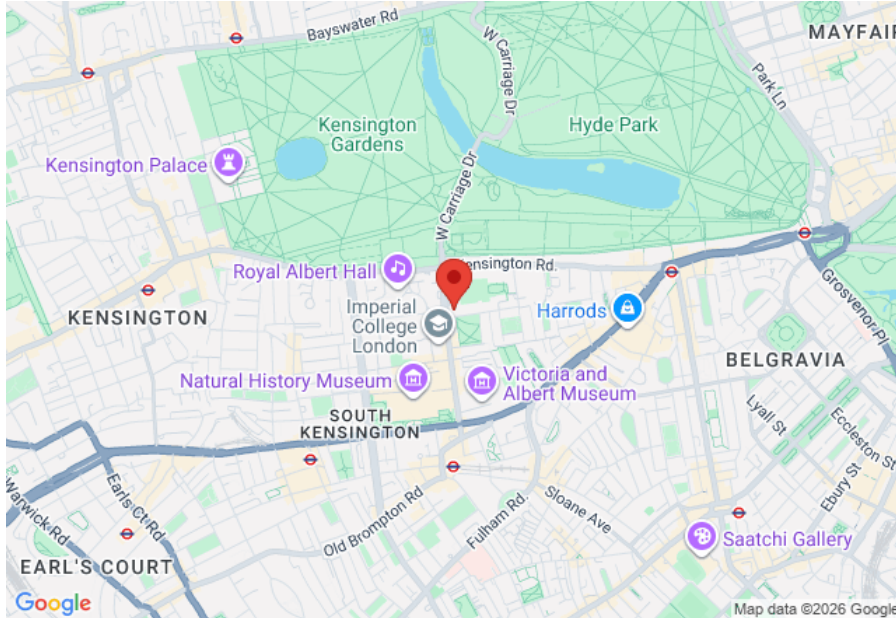 Bayswater Rd
W Carriage Dr
MAYFAIR
Park Ln
Kensington
Gardens
Hyde Park
Kensington Palace
W Carriage Dr
Royal Albert Hall
Kensington Rd.
Grosvenor Pl
KENSINGTON
Imperial
College
London
Harrods
BELGRAVIA
Natural History Museum
Victoria and
Albert Museum
SOUTH
KENSINGTON
Lyall St
Eccleston St
Ebury St
Warwick Rd
Earls Ct Rd
Old Brompton Rd
Fulham Rd.
Sloane Ave
Saatchi Gallery
EARL'S COURT
Google
Map data ©2026 Google